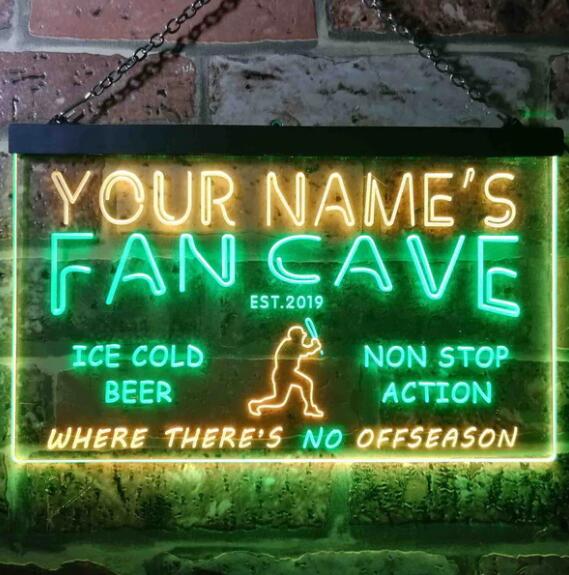 YOUR NAME'S
FAN CAVE
EST.2019
ICE COLD
BEER
NON STOP
ACTION
WHERE THERE'S NO OFFSEASON